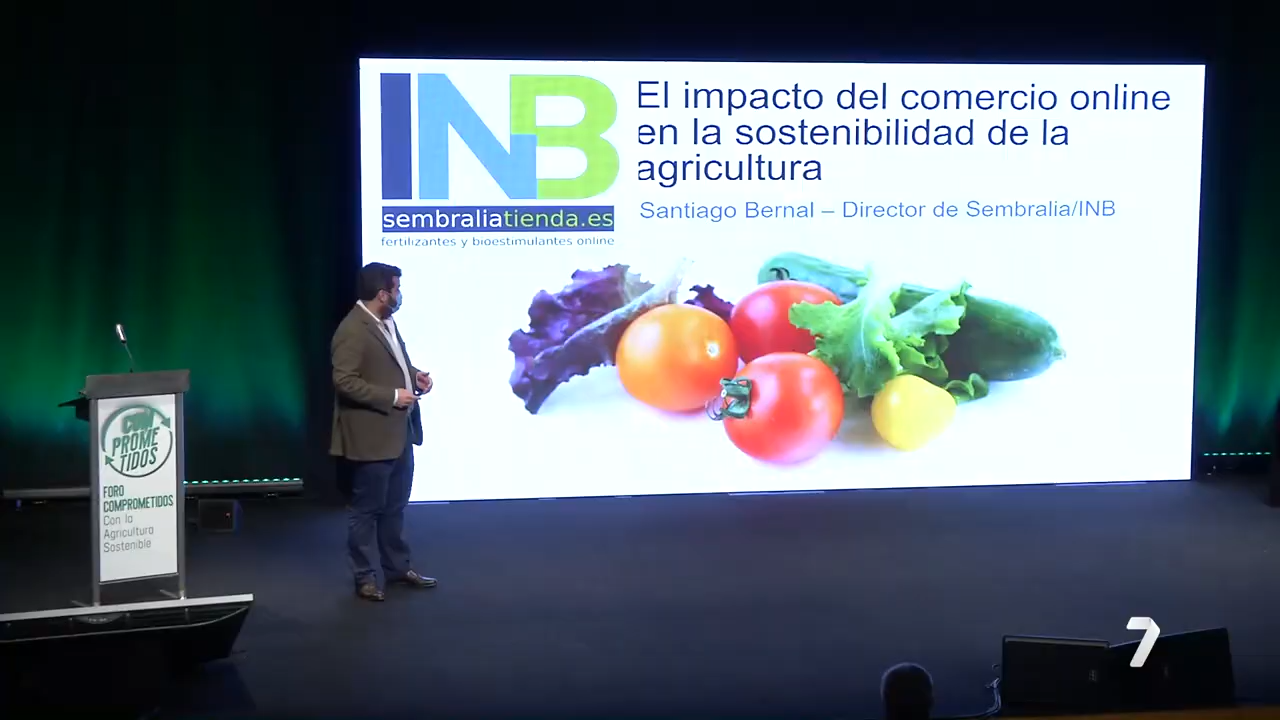 INB
sembraliatienda.es
fertilizantes y bioestimulantes online
El impacto del comercio online
en la sostenibilidad de la
agricultura
Santiago Bernal – Director de Sembralia/INB
COM
PROME
TIDOS
FORO
COMPROMETIDOS
Con la
Agricultura
Sostenible
7